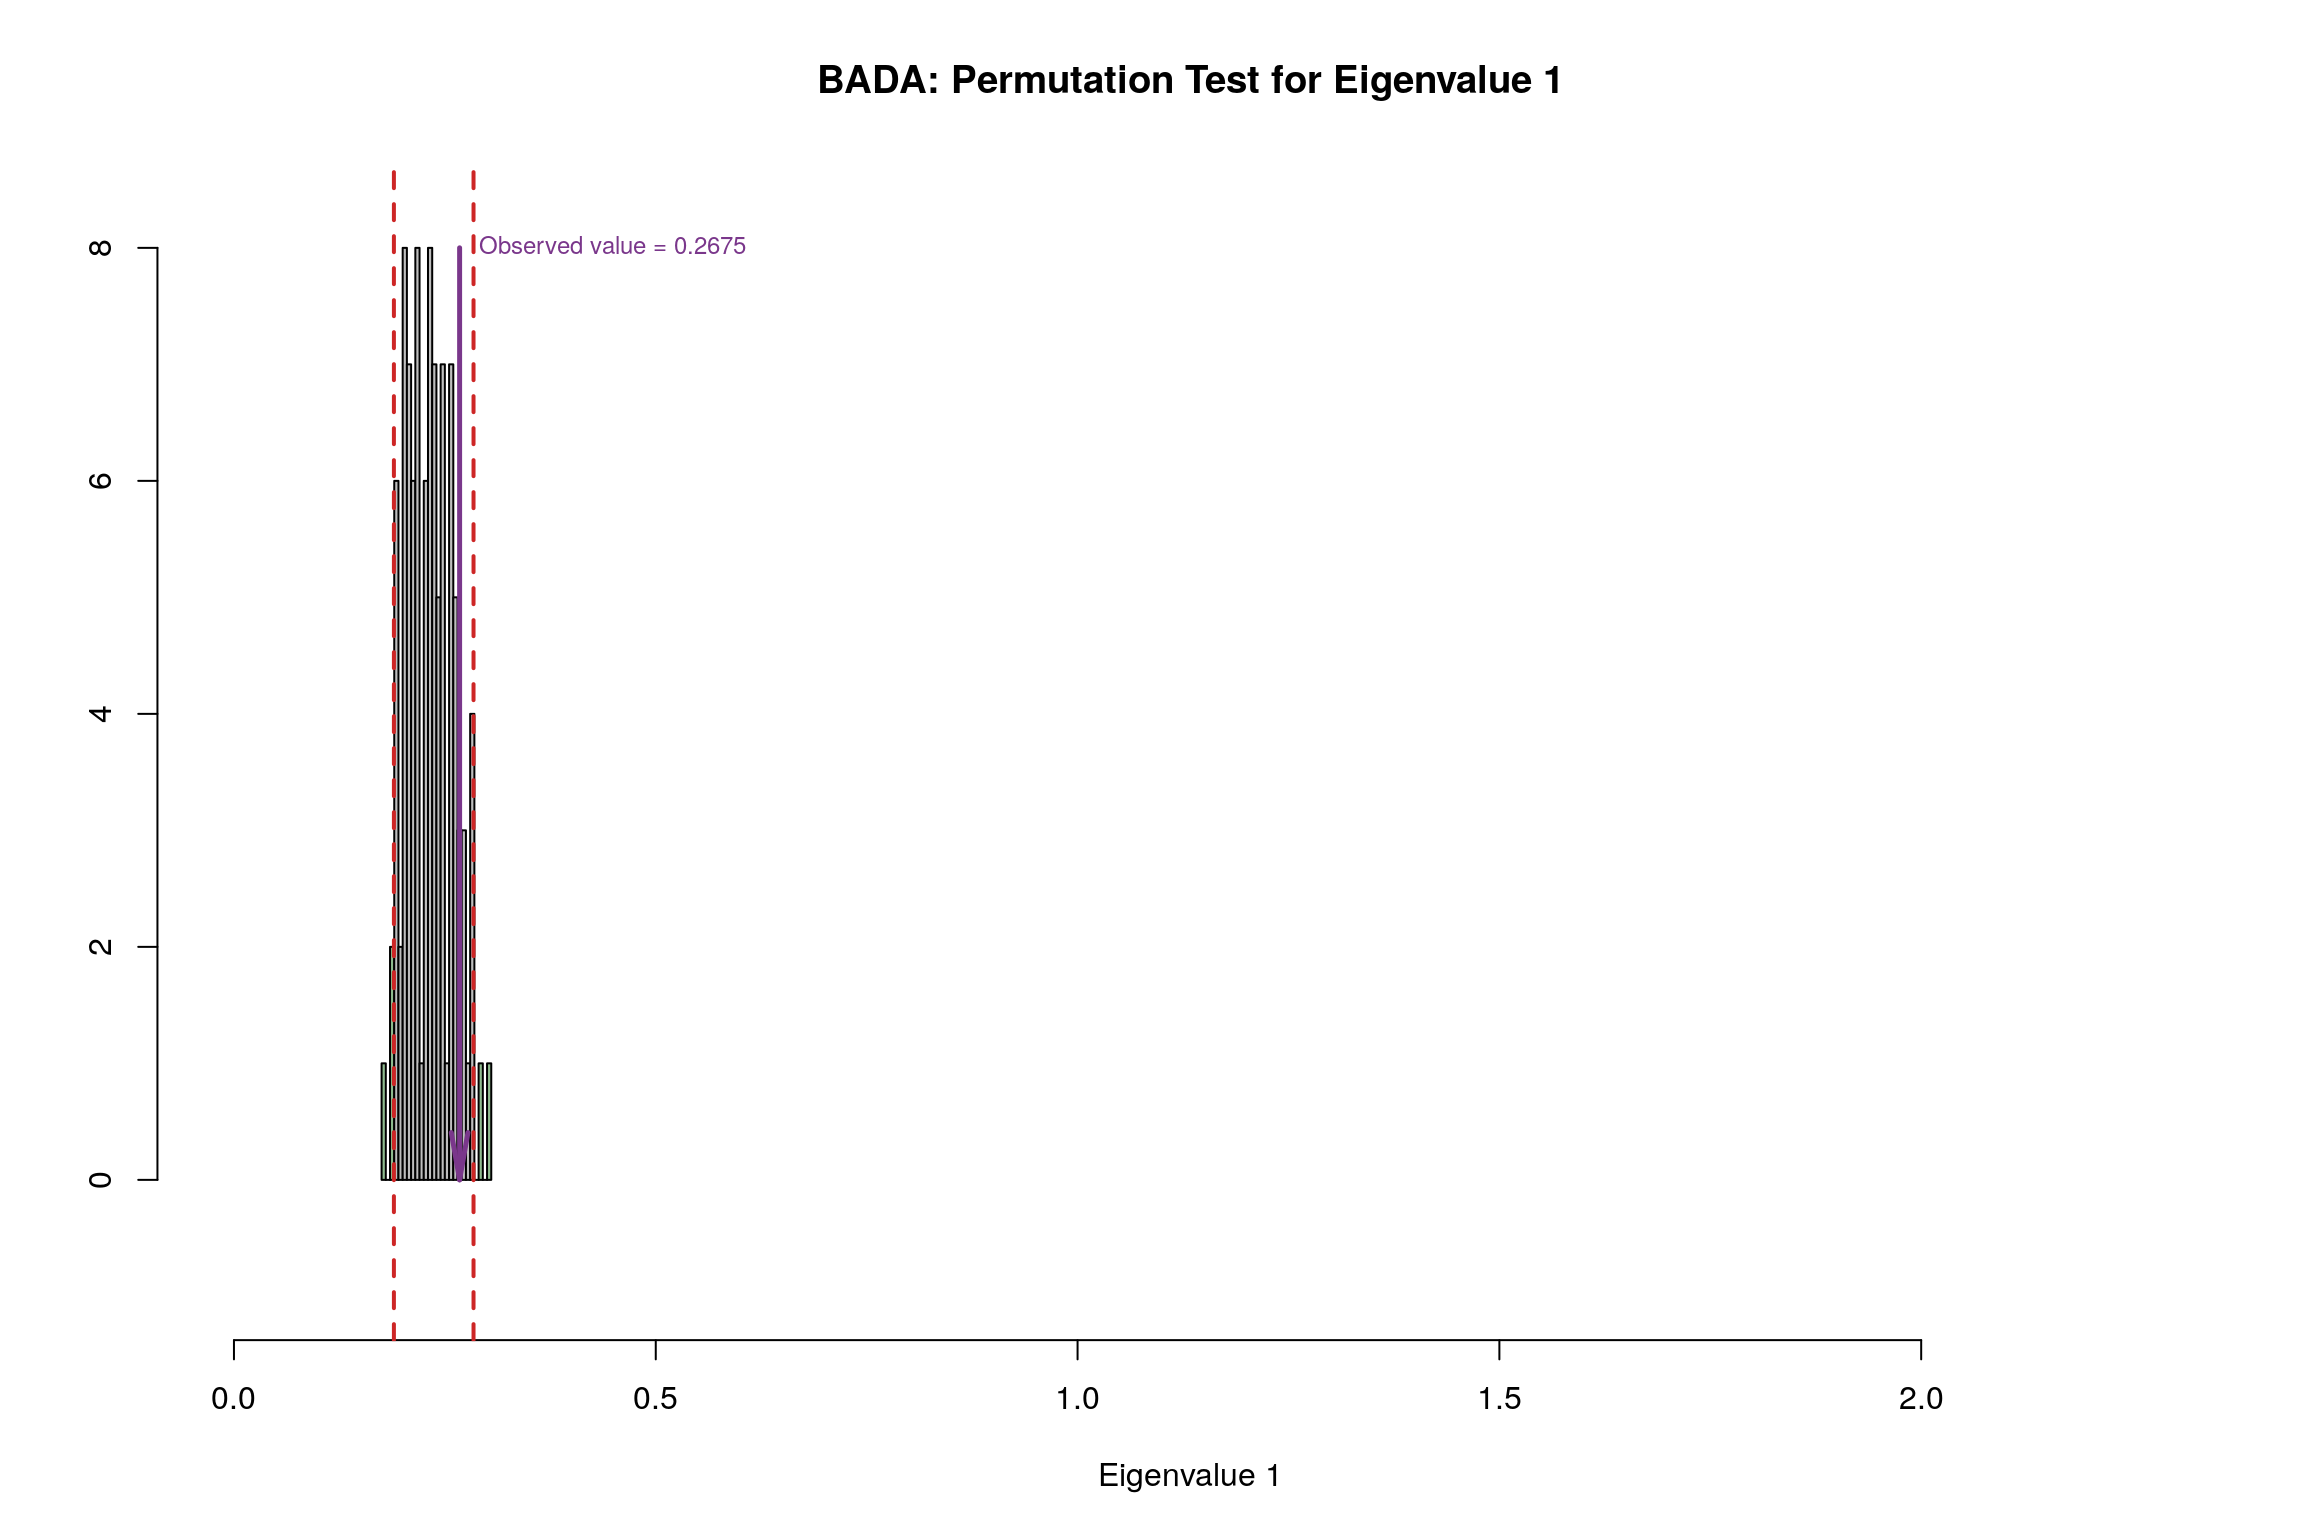 BADA: Permutation Test for Eigenvalue 1
Observed value = 0.2675
8
6
4
2
0
0.0 0.5 1.0 1.5 2.0
Eigenvalue 1